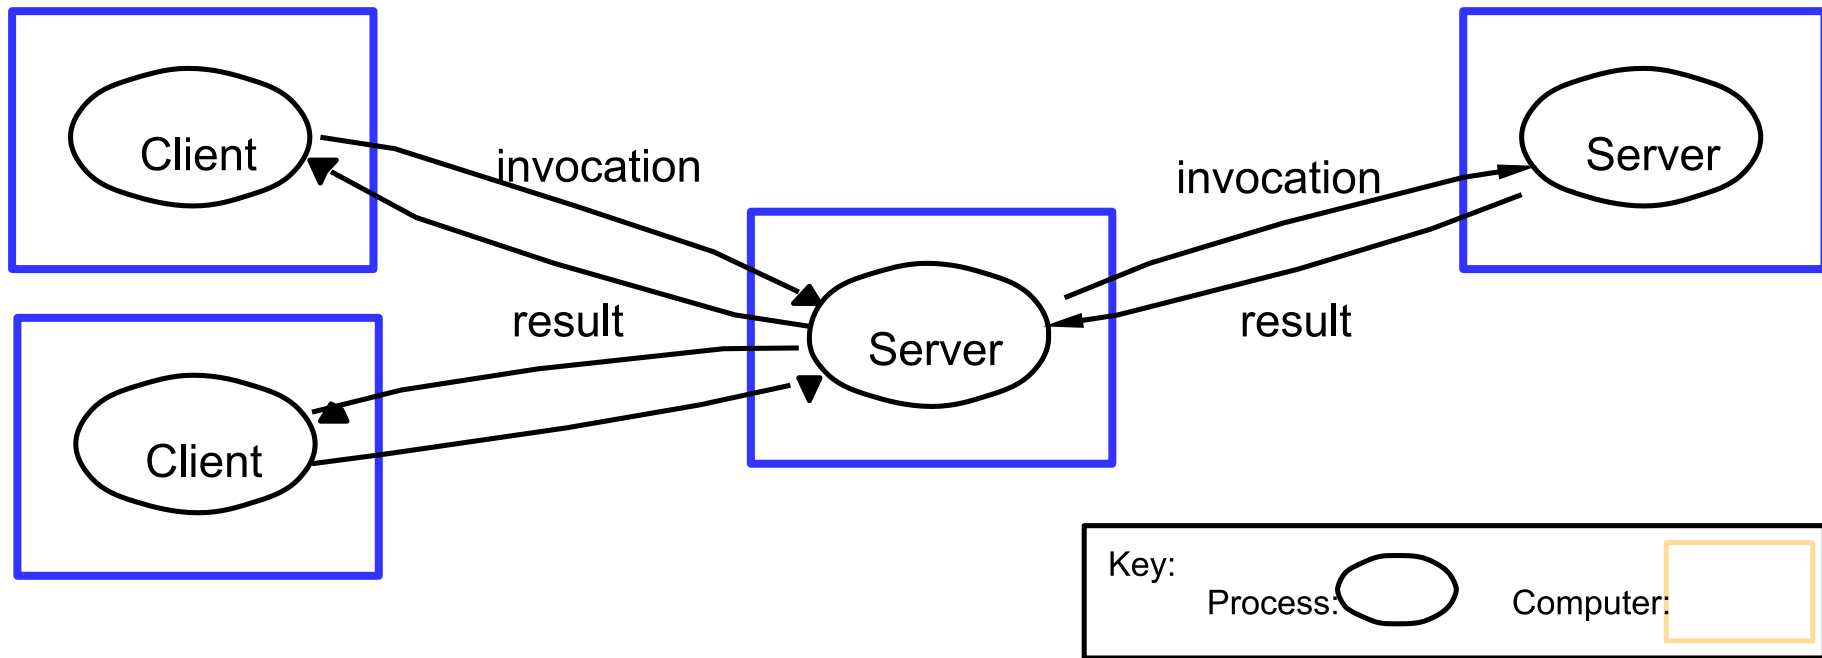 Client
invocation
invocation
Server
result
Server
result
Client
Key:
Process:
Computer: